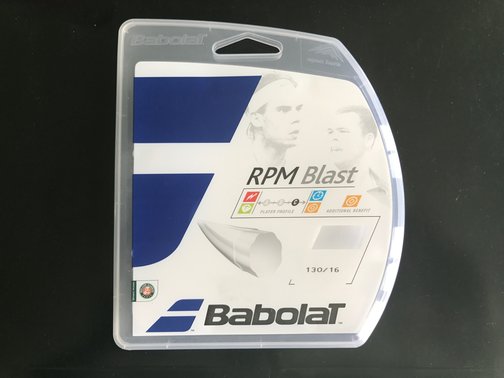 Babolat
RPM Blast
PLAYER PROFILE
ADDITIONAL BENEFIT
130/16
BabolaT